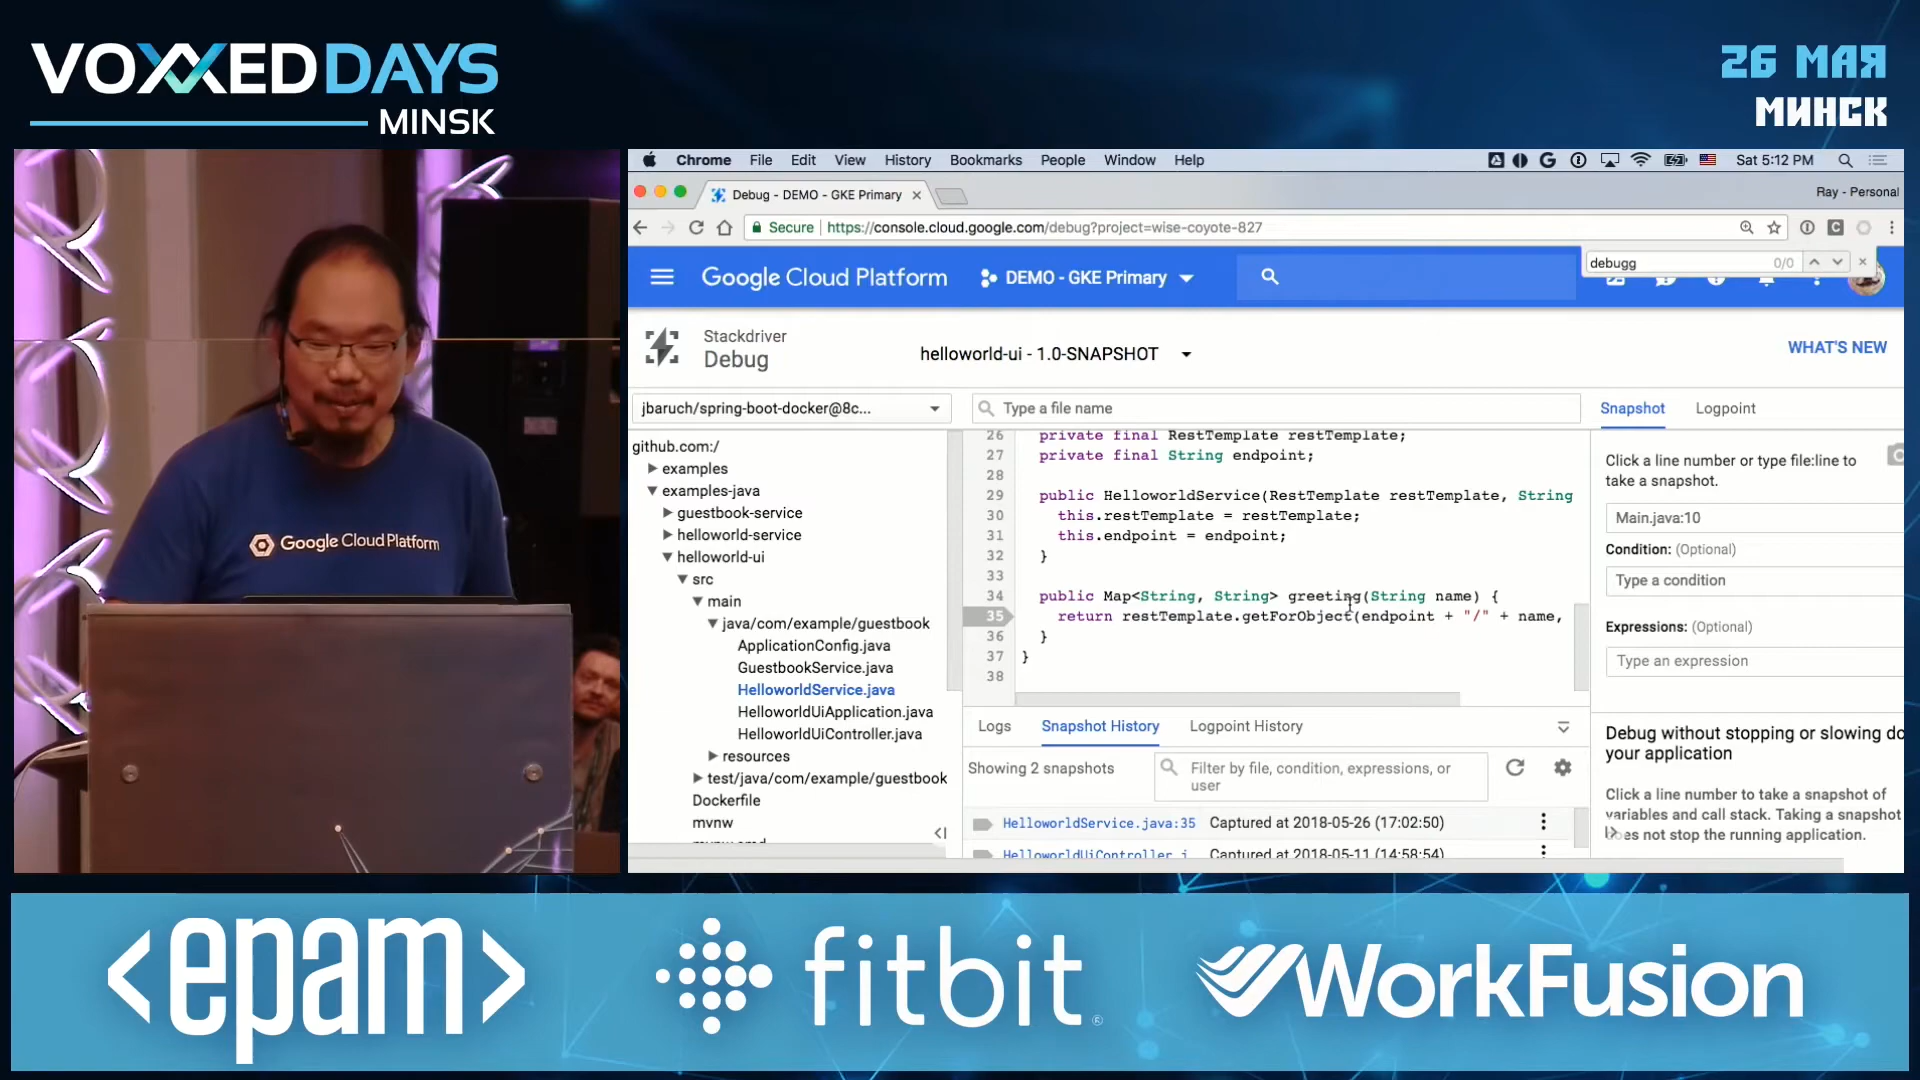 VOXXEDDAYS
MINSK
26 МАЯ
МИНСК
Google Cloud Platform
Chrome File Edit View History Bookmarks People Window Help
Sat 5:12 PM
Debug - DEMO - GKE Primary
Ray - Personal
Secure https://console.cloud.google.com/debug?project=wise-coyote-827
debugg 0/0
Google Cloud Platform
DEMO - GKE Primary
Stackdriver
Debug
helloworld-ui - 1.0-SNAPSHOT
WHAT'S NEW
jbaruch/spring-boot-docker@8c...
Type a file name
Snapshot Logpoint
github.com:/
examples
examples-java
guestbook-service
helloworld-service
helloworld-ui
src
main
java/com/example/guestbook
ApplicationConfig.java
GuestbookService.java
HelloworldService.java
HelloworldUiApplication.java
HelloworldUiController.java
resources
test/java/com/example/guestbook
Dockerfile
mvnw
26 private final RestTemplate restTemplate;
27 private final String endpoint;
28
29 public HelloworldService(RestTemplate restTemplate, String
30 this.restTemplate = restTemplate;
31 this.endpoint = endpoint;
32 }
33
34 public Map<String, String> greeting(String name) {
35 return restTemplate.getForObject(endpoint + "/" + name,
36 }
37 }
38
Logs Snapshot History Logpoint History
Showing 2 snapshots
Filter by file, condition, expressions, or
user
HelloworldService.java:35 Captured at 2018-05-26 (17:02:50)
HelloworldUiController.j Captured at 2018-05-11 (14:58:54)
Click a line number or type file:line to
take a snapshot.
Main.java:10
Condition: (Optional)
Type a condition
Expressions: (Optional)
Type an expression
Debug without stopping or slowing do
your application
Click a line number to take a snapshot of
variables and call stack. Taking a snapshot
does not stop the running application.
<epam>
fitbit®
WorkFusion